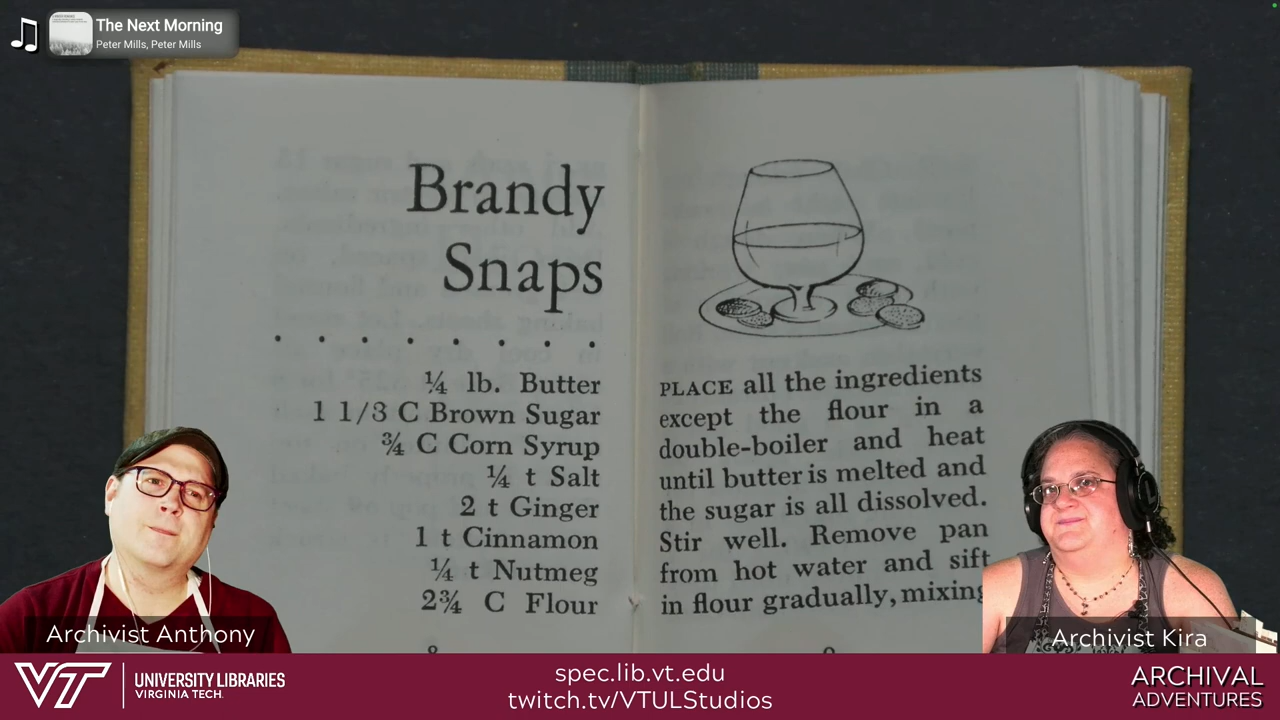 The Next Morning
Peter Mills, Peter Mills
Brandy
Snaps
¼ lb. Butter
1 1/3 C Brown Sugar
¾ C Corn Syrup
¼ t Salt
2 t Ginger
1 t Cinnamon
¼ t Nutmeg
2¾ C Flour
PLACE all the ingredients
except the flour in a
double-boiler and heat
until butter is melted and
the sugar is all dissolved.
Stir well. Remove pan
from hot water and sift
in flour gradually, mixing
Archivist Anthony
Archivist Kira
VT
UNIVERSITY LIBRARIES
VIRGINIA TECH
spec.lib.vt.edu
twitch.tv/VTULStudios
ARCHIVAL
ADVENTURES